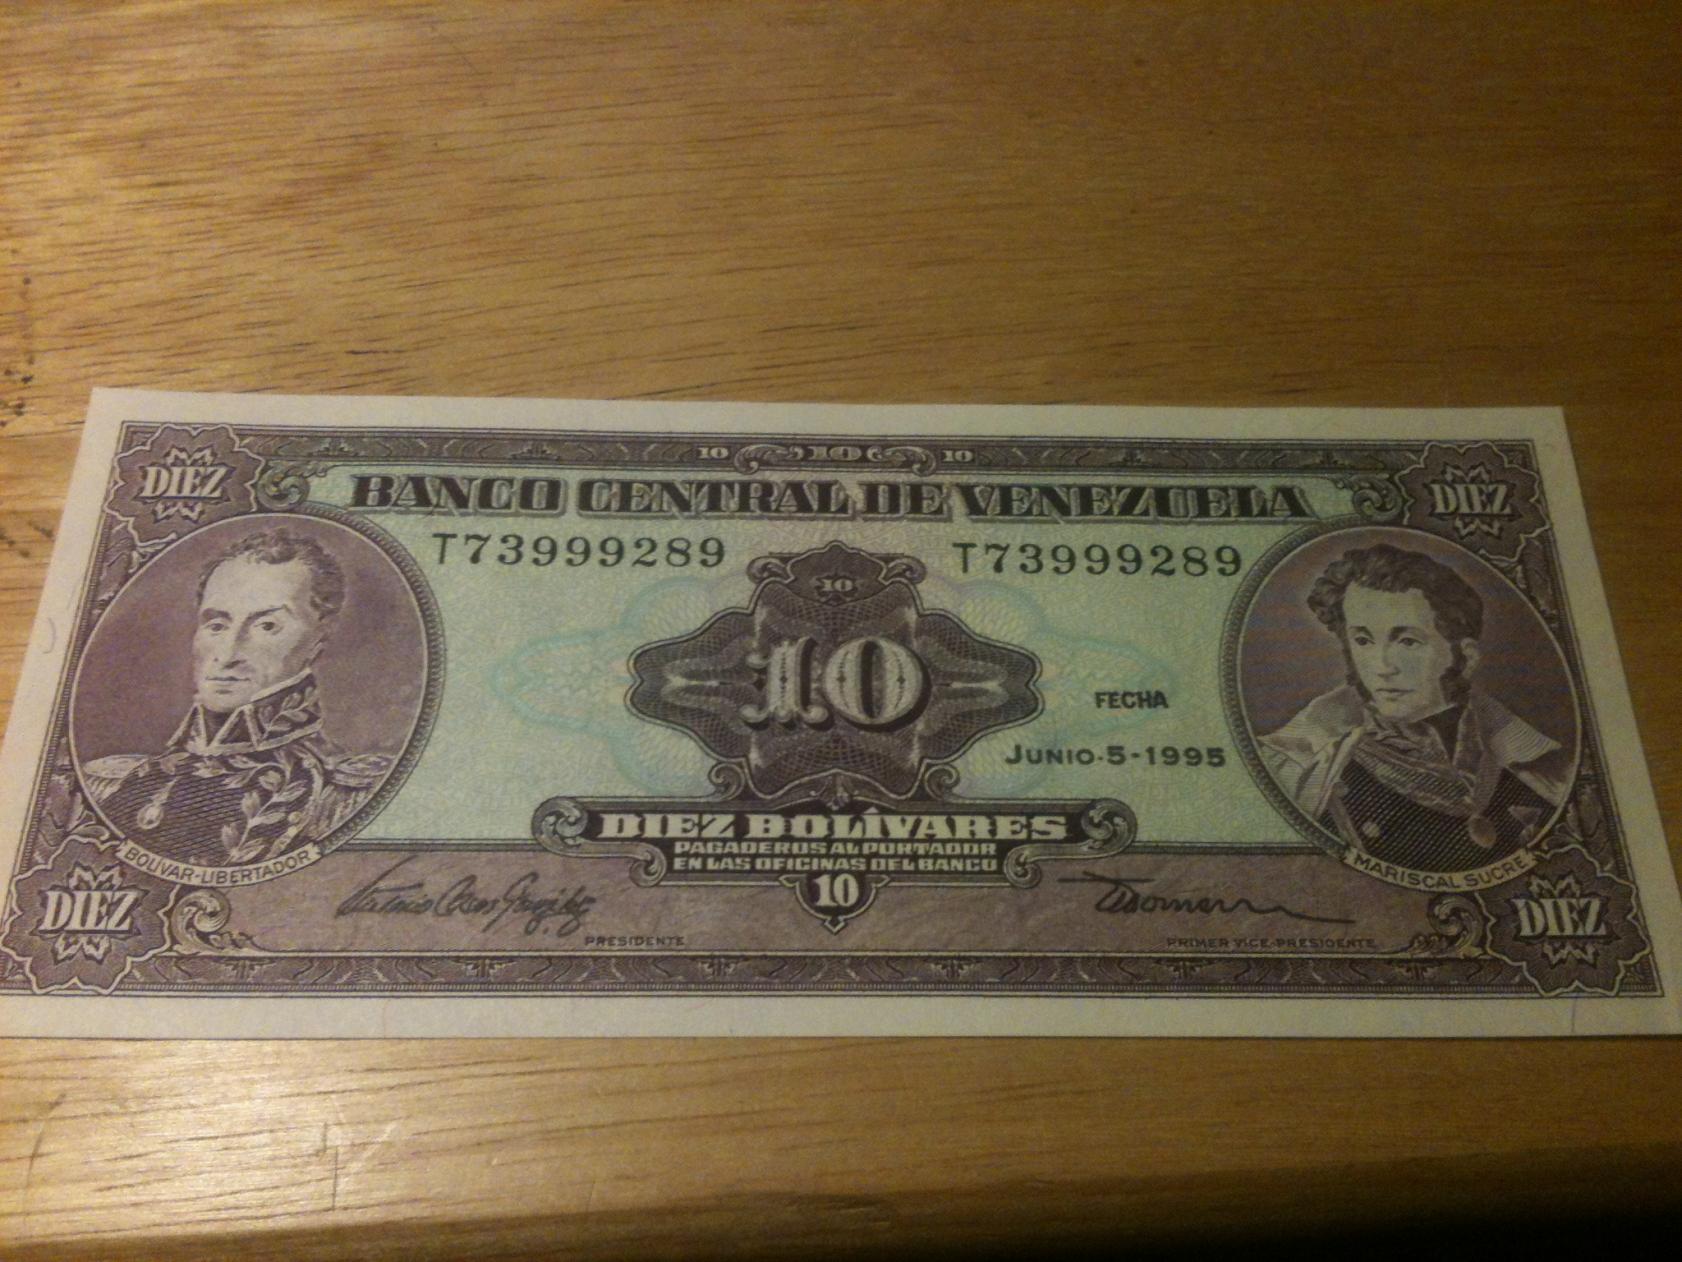 10 10 10
DIEZ DIEZ
BANCO CENTRAL DE VENEZUELA
T73999289 T73999289
10
10
FECHA
JUNIO·5-1995
DIEZ BOLÍVARES
PAGADEROS AL PORTADOR
EN LAS OFICINAS DEL BANCO
10
BOLIVAR-LIBERTADOR
MARISCAL SUCRE
DIEZ DIEZ
PRESIDENTE
PRIMER VICE-PRESIDENTE